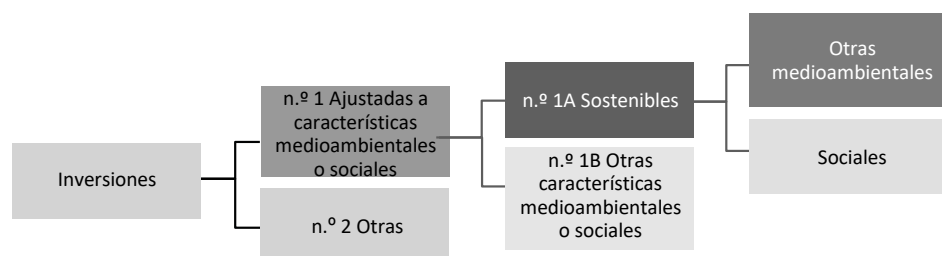 Inversiones
n.º 1 Ajustadas a
características
medioambientales
o sociales
n.º 2 Otras
n.º 1A Sostenibles
n.º 1B Otras
características
medioambientales
o sociales
Otras
medioambientales
Sociales